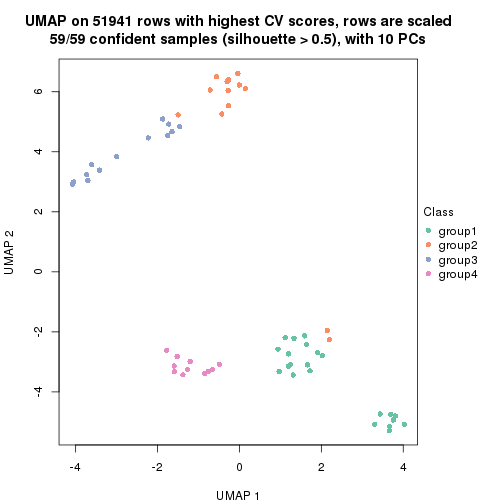 UMAP on 51941 rows with highest CV scores, rows are scaled
59/59 confident samples (silhouette > 0.5), with 10 PCs
6
4
2
0
-2
-4
UMAP 2
-4
-2
0
2
4
UMAP 1
Class
group1
group2
group3
group4